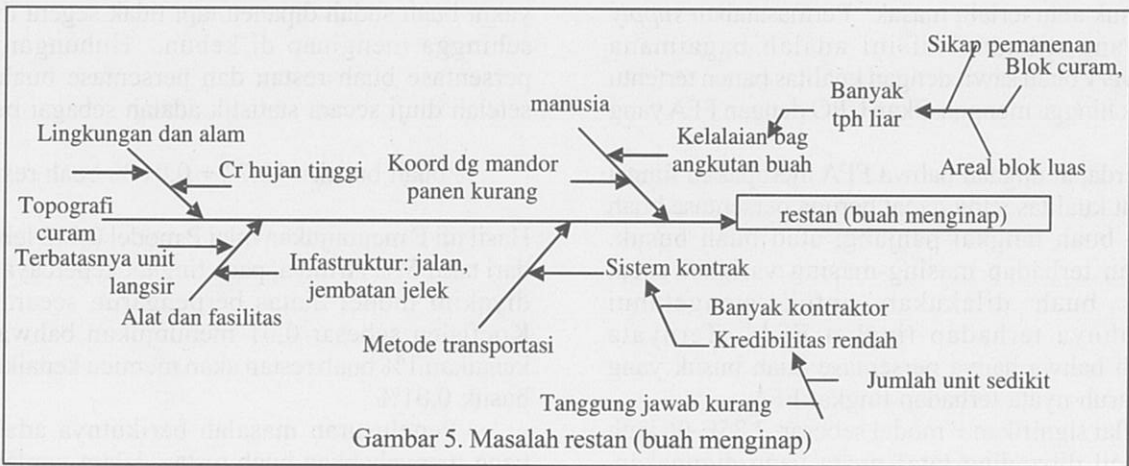 Sikap pemanenan
Blok curam,
manusia
Banyak
tph liar
Lingkungan dan alam
Kelalaian bag
angkutan buah
Areal blok luas
Cr hujan tinggi
Koord dg mandor
panen kurang
Topografi
curam
restan (buah menginap)
Terbatasnya unit
langsir
Infastruktur: jalan,
jembatan jelek
Sistem kontrak
Alat dan fasilitas
Banyak kontraktor
Kredibilitas rendah
Metode transportasi
Jumlah unit sedikit
Tanggung jawab kurang
Gambar 5. Masalah restan (buah menginap)